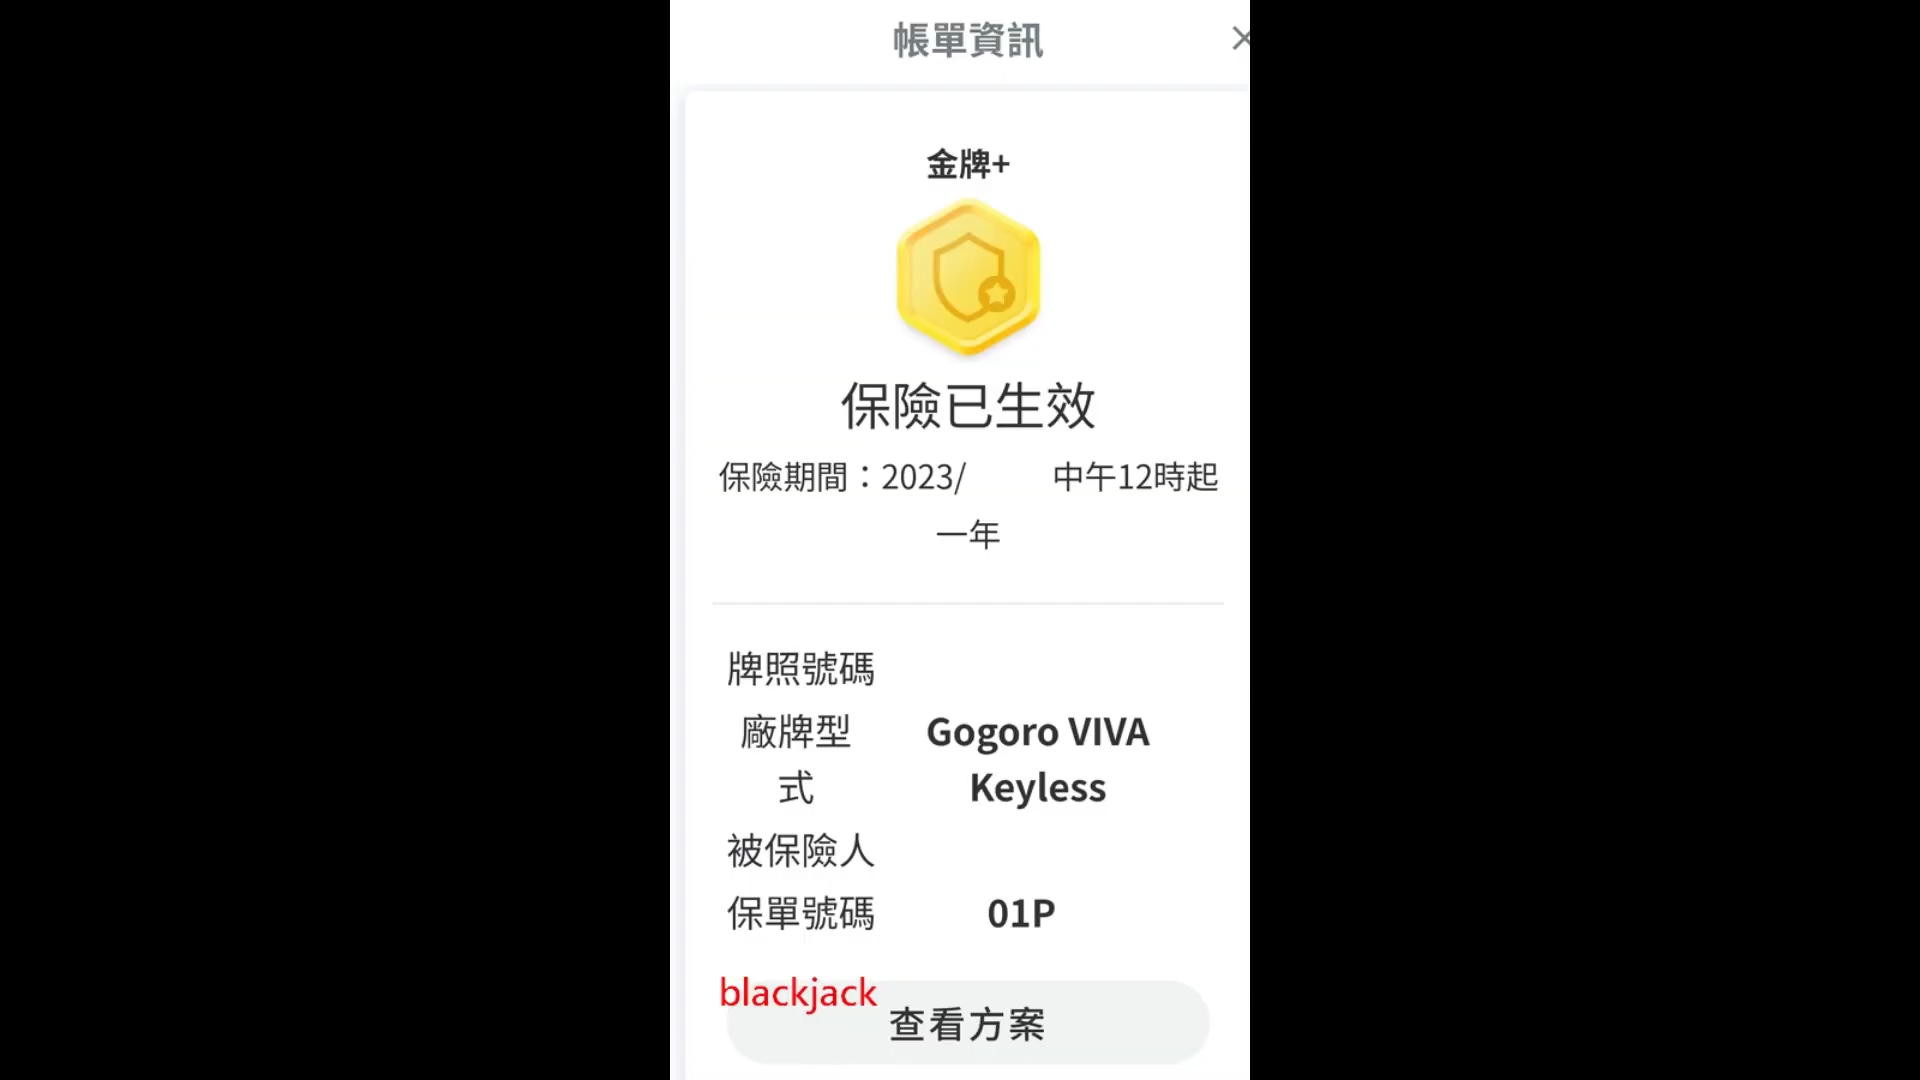 帳單資訊
金牌+
保險已生效
保險期間：2023/ 中午12時起
一年
牌照號碼
廠牌型 Gogoro VIVA
式 Keyless
被保險人
保單號碼 01P
blackjack
查看方案